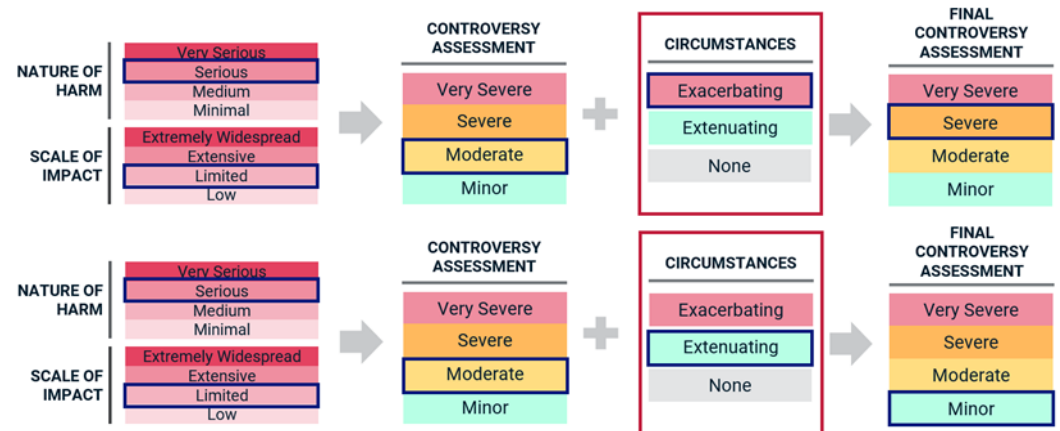 CONTROVERSY
ASSESSMENT
CIRCUMSTANCES
FINAL
CONTROVERSY
ASSESSMENT
NATURE OF
HARM
Very Serious
Serious
Medium
Minimal
SCALE OF
IMPACT
Extremely Widespread
Extensive
Limited
Low
Very Severe
Severe
Moderate
Minor
Exacerbating
Extenuating
None
Very Severe
Severe
Moderate
Minor
CONTROVERSY
ASSESSMENT
CIRCUMSTANCES
FINAL
CONTROVERSY
ASSESSMENT
NATURE OF
HARM
Very Serious
Serious
Medium
Minimal
SCALE OF
IMPACT
Extremely Widespread
Extensive
Limited
Low
Very Severe
Severe
Moderate
Minor
Exacerbating
Extenuating
None
Very Severe
Severe
Moderate
Minor